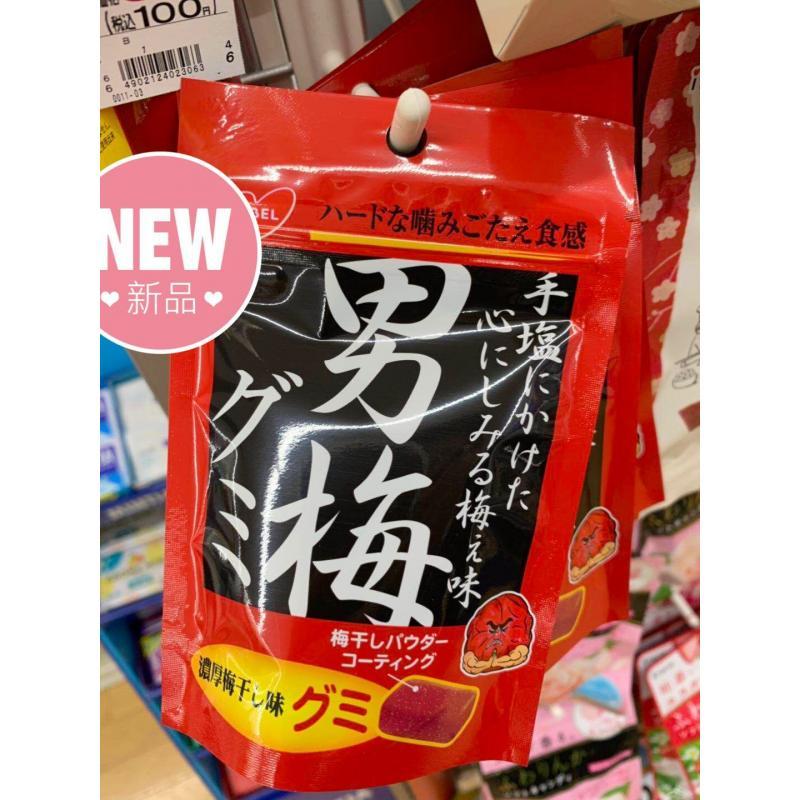 (税込100円)
4902124023063
0011-03
NEW
新品
ハードな噛みごたえ食感
手塩にかけた
心にしみる梅ぇ味
男梅
グミ
梅干しパウダー
コーティング
濃厚梅干し味
グミ